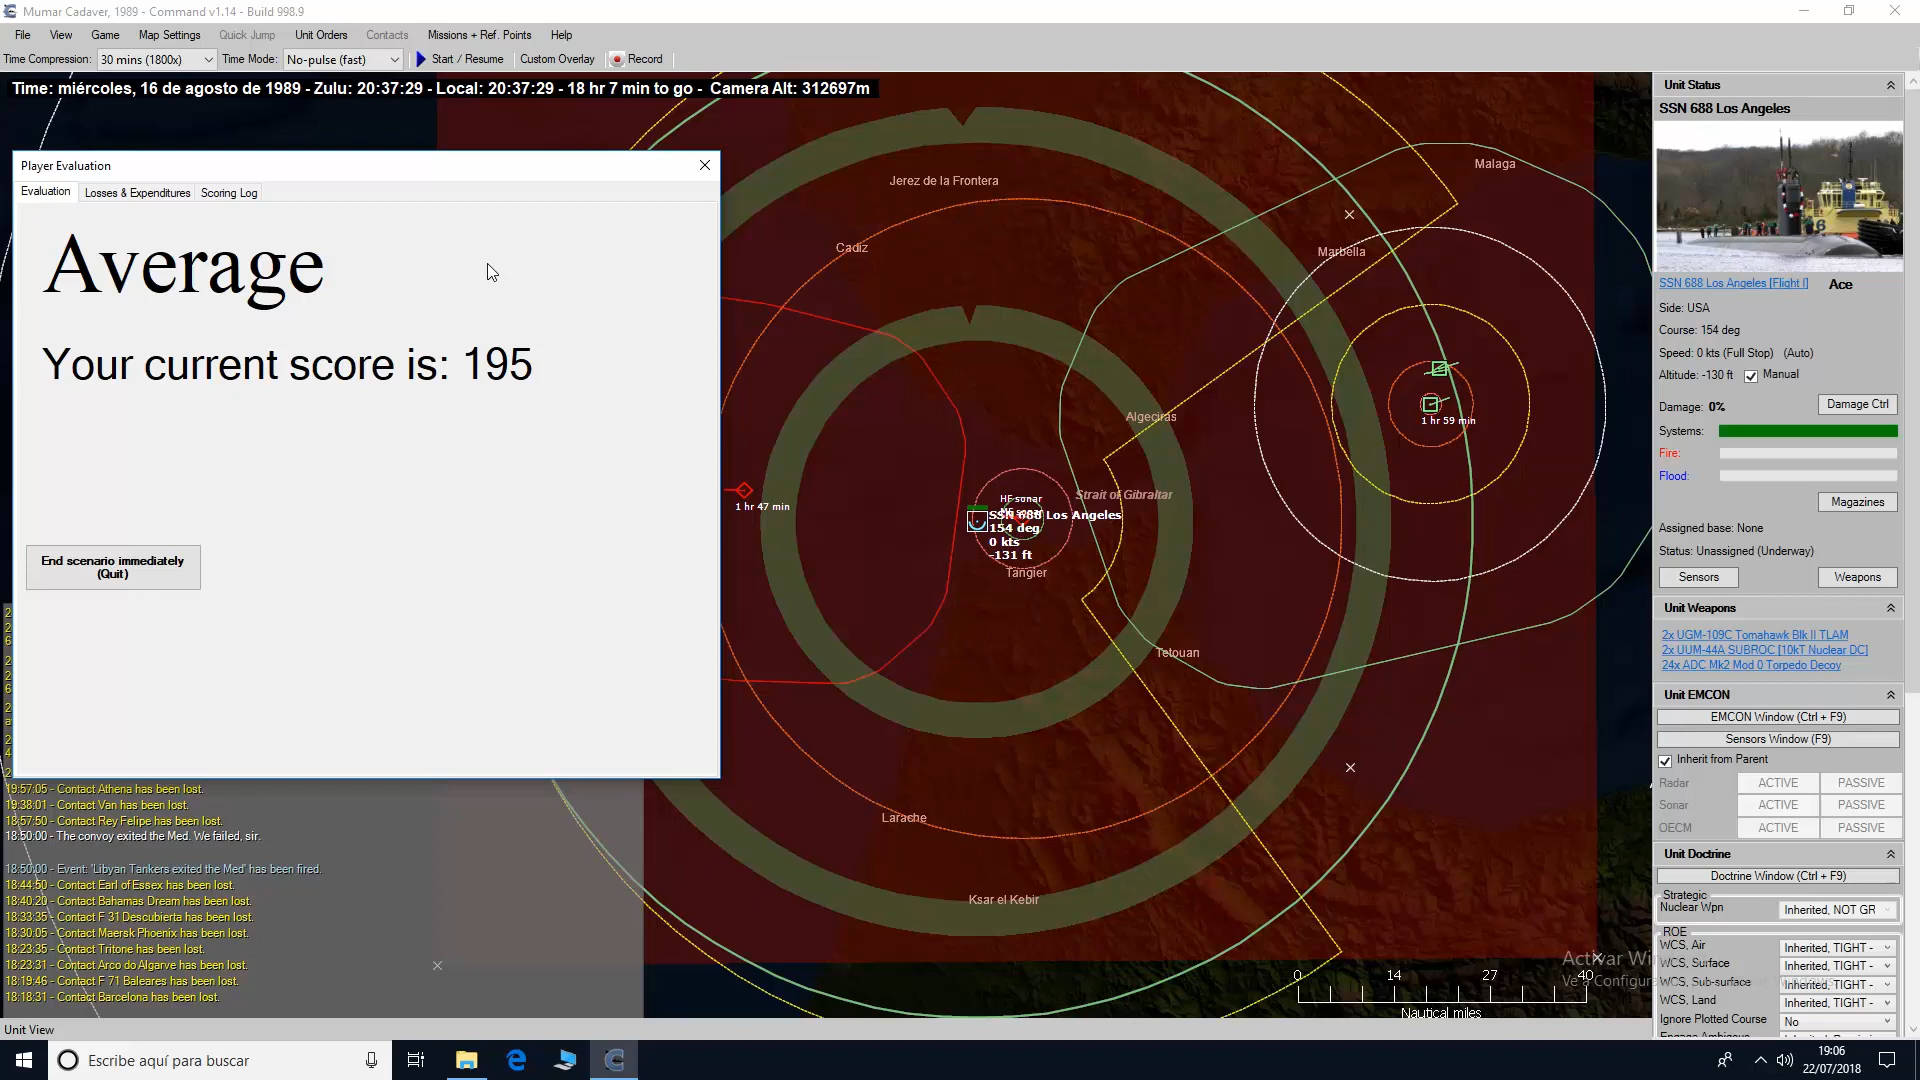 Mumar Cadaver, 1989 - Command v1.14 - Build 998.9
File View Game Map Settings Quick Jump Unit Orders Contacts Missions + Ref. Points Help
Time Compression: 30 mins (1800x) Time Mode: No-pulse (fast) Start / Resume Custom Overlay Record
Time: miércoles, 16 de agosto de 1989 - Zulu: 20:37:29 - Local: 20:37:29 - 18 hr 7 min to go - Camera Alt: 312697m
Player Evaluation
Evaluation Losses & Expenditures Scoring Log
Average
Your current score is: 195
End scenario immediately
(Quit)
19:57:05 - Contact Athena has been lost.
19:38:01 - Contact Van has been lost.
18:57:50 - Contact Rey Felipe has been lost.
18:50:00 - The convoy exited the Med. We failed, sir.
18:50:00 - Event: 'Libyan Tankers exited the Med' has been fired.
18:44:50 - Contact Earl of Essex has been lost.
18:40:20 - Contact Bahamas Dream has been lost.
18:33:35 - Contact F 31 Descubierta has been lost.
18:30:05 - Contact Maersk Phoenix has been lost.
18:23:35 - Contact Tritone has been lost.
18:23:31 - Contact Arco do Algarve has been lost.
18:19:46 - Contact F 71 Baleares has been lost.
18:18:31 - Contact Barcelona has been lost.
Malaga
Jerez de la Frontera
Cadiz
Marbella
Algeciras
1 hr 59 min
Strait of Gibraltar
1 hr 47 min
HF sonar
SSN 688 Los Angeles
154 deg
0 kts
-131 ft
Tangier
Tetouan
Larache
Ksar el Kebir
0 14 27 40
Nautical miles
Unit Status
SSN 688 Los Angeles
SSN 688 Los Angeles [Flight I] Ace
Side: USA
Course: 154 deg
Speed: 0 kts (Full Stop) (Auto)
Altitude: -130 ft Manual
Damage: 0% Damage Ctrl
Systems:
Fire:
Flood:
Magazines
Assigned base: None
Status: Unassigned (Underway)
Sensors Weapons
Unit Weapons
2x UGM-109C Tomahawk Blk II TLAM
2x UUM-44A SUBROC [10kT Nuclear DC]
24x ADC Mk2 Mod 0 Torpedo Decoy
Unit EMCON
EMCON Window (Ctrl + F9)
Sensors Window (F9)
Inherit from Parent
Radar ACTIVE PASSIVE
Sonar ACTIVE PASSIVE
OECM ACTIVE PASSIVE
Unit Doctrine
Doctrine Window (Ctrl + F9)
Strategic
Nuclear Wpn Inherited, NOT GR
ROE
WCS, Air Inherited, TIGHT -
WCS, Surface Inherited, TIGHT -
WCS, Sub-surface Inherited, TIGHT -
WCS, Land Inherited, TIGHT -
Ignore Plotted Course No
Unit View
Escribe aquí para buscar
19:06
22/07/2018